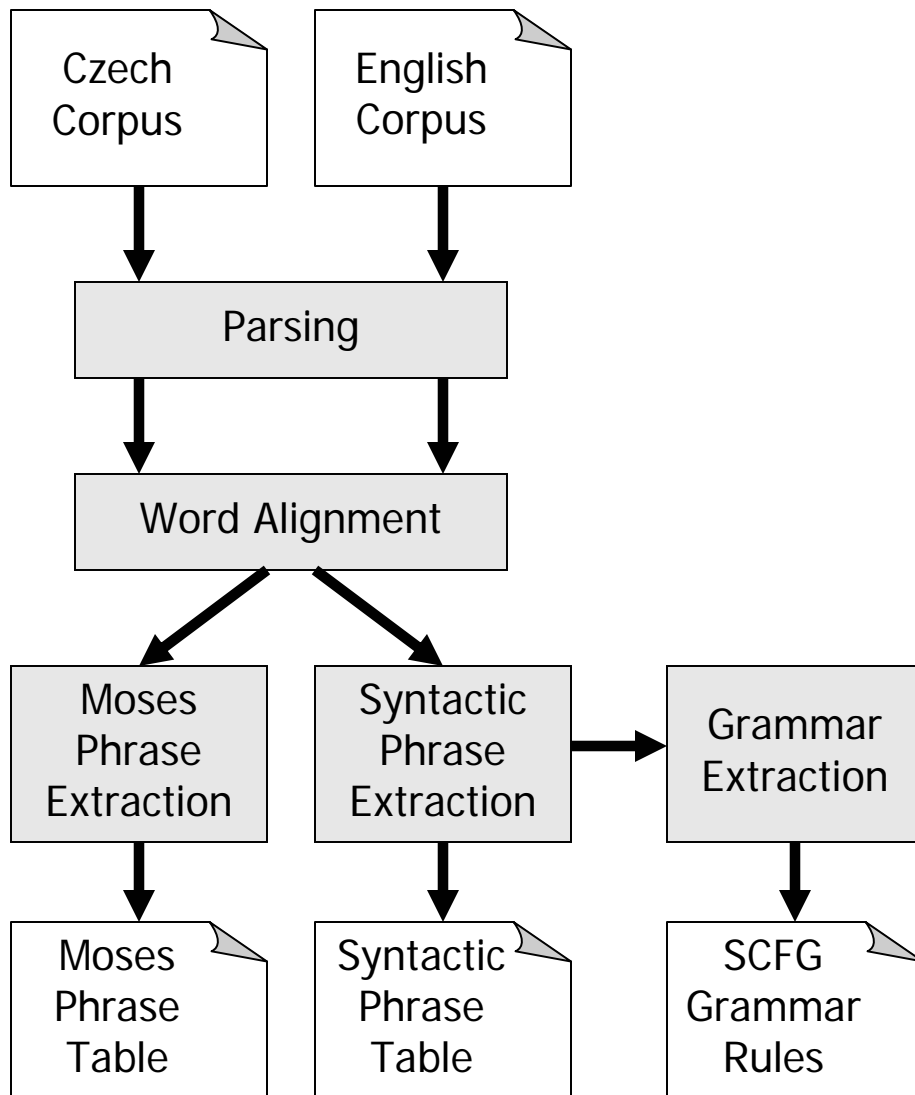 Czech
Corpus
English
Corpus
Parsing
Word Alignment
Moses
Phrase
Extraction
Syntactic
Phrase
Extraction
Grammar
Extraction
Moses
Phrase
Table
Syntactic
Phrase
Table
SCFG
Grammar
Rules